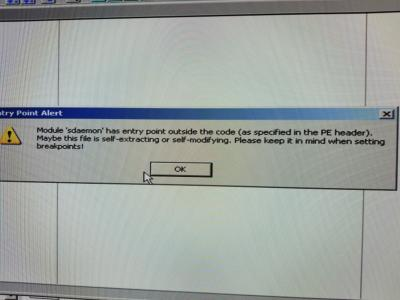 try Point Alert
Module 'sdaemon' has entry point outside the code (as specified in the PE header).
Maybe this file is self-extracting or self-modifying. Please keep it in mind when setting
breakpoints!
OK